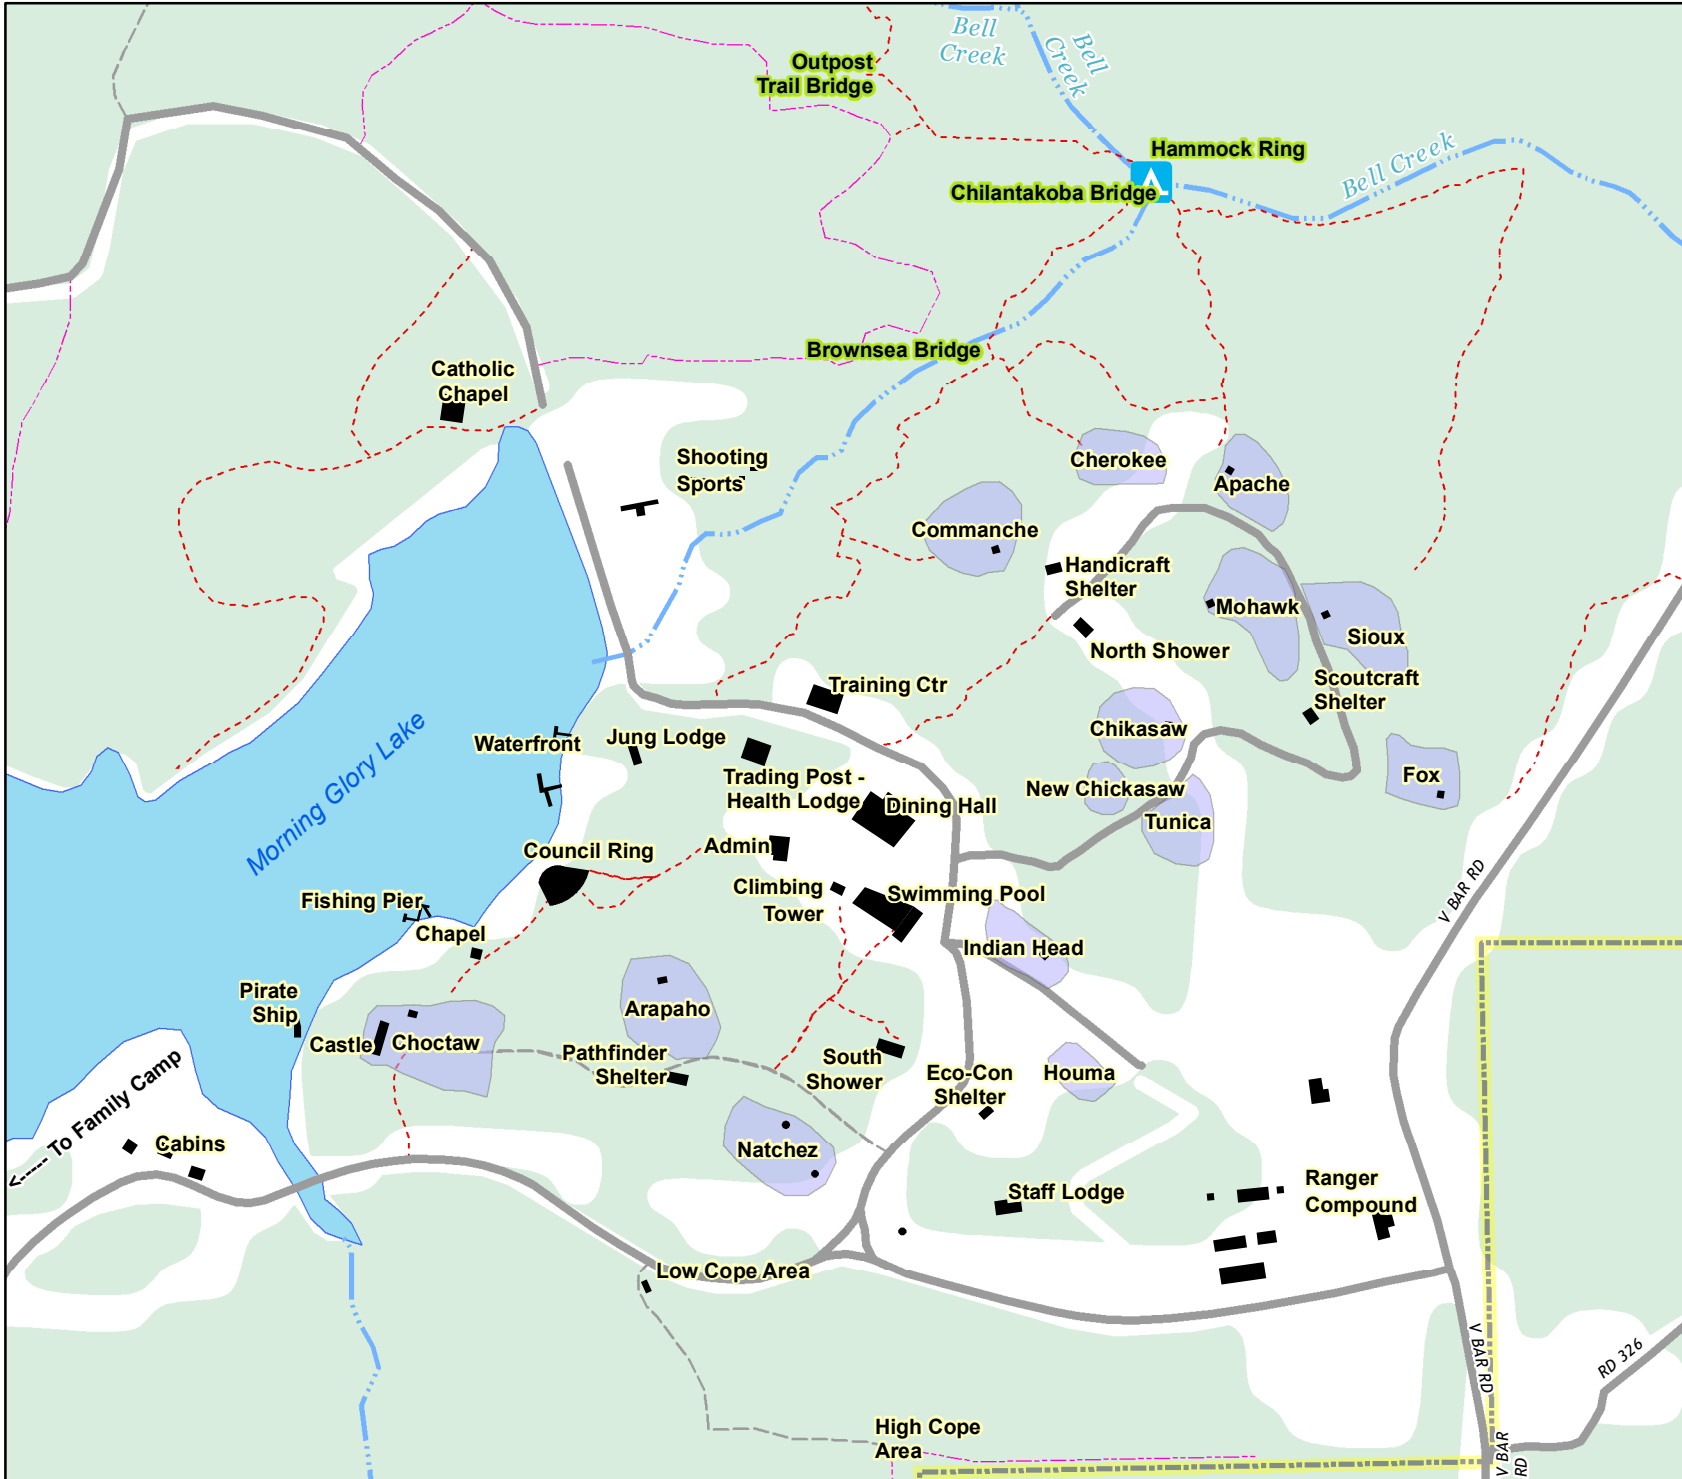 Bell
Creek
Bell
Creek
Outpost
Trail Bridge
Hammock Ring
Bell Creek
Chilantakoba Bridge
Brownsea Bridge
Catholic
Chapel
Shooting
Sports
Cherokee
Apache
Commanche
Handicraft
Shelter
Mohawk
Sioux
North Shower
Scoutcraft
Shelter
Training Ctr
Chikasaw
Waterfront
Jung Lodge
Morning Glory Lake
Trading Post -
Health Lodge
Dining Hall
New Chickasaw
Fox
Tunica
Admin
Council Ring
Climbing
Tower
Swimming Pool
V BAR RD
Fishing Pier
Chapel
Indian Head
Pirate
Ship
Arapaho
Castle
Choctaw
Pathfinder
Shelter
South
Shower
Eco-Con
Shelter
Houma
To Family Camp
Cabins
Natchez
Staff Lodge
Ranger
Compound
Low Cope Area
V BAR RD
RD 326
High Cope
Area
V BAR
RD